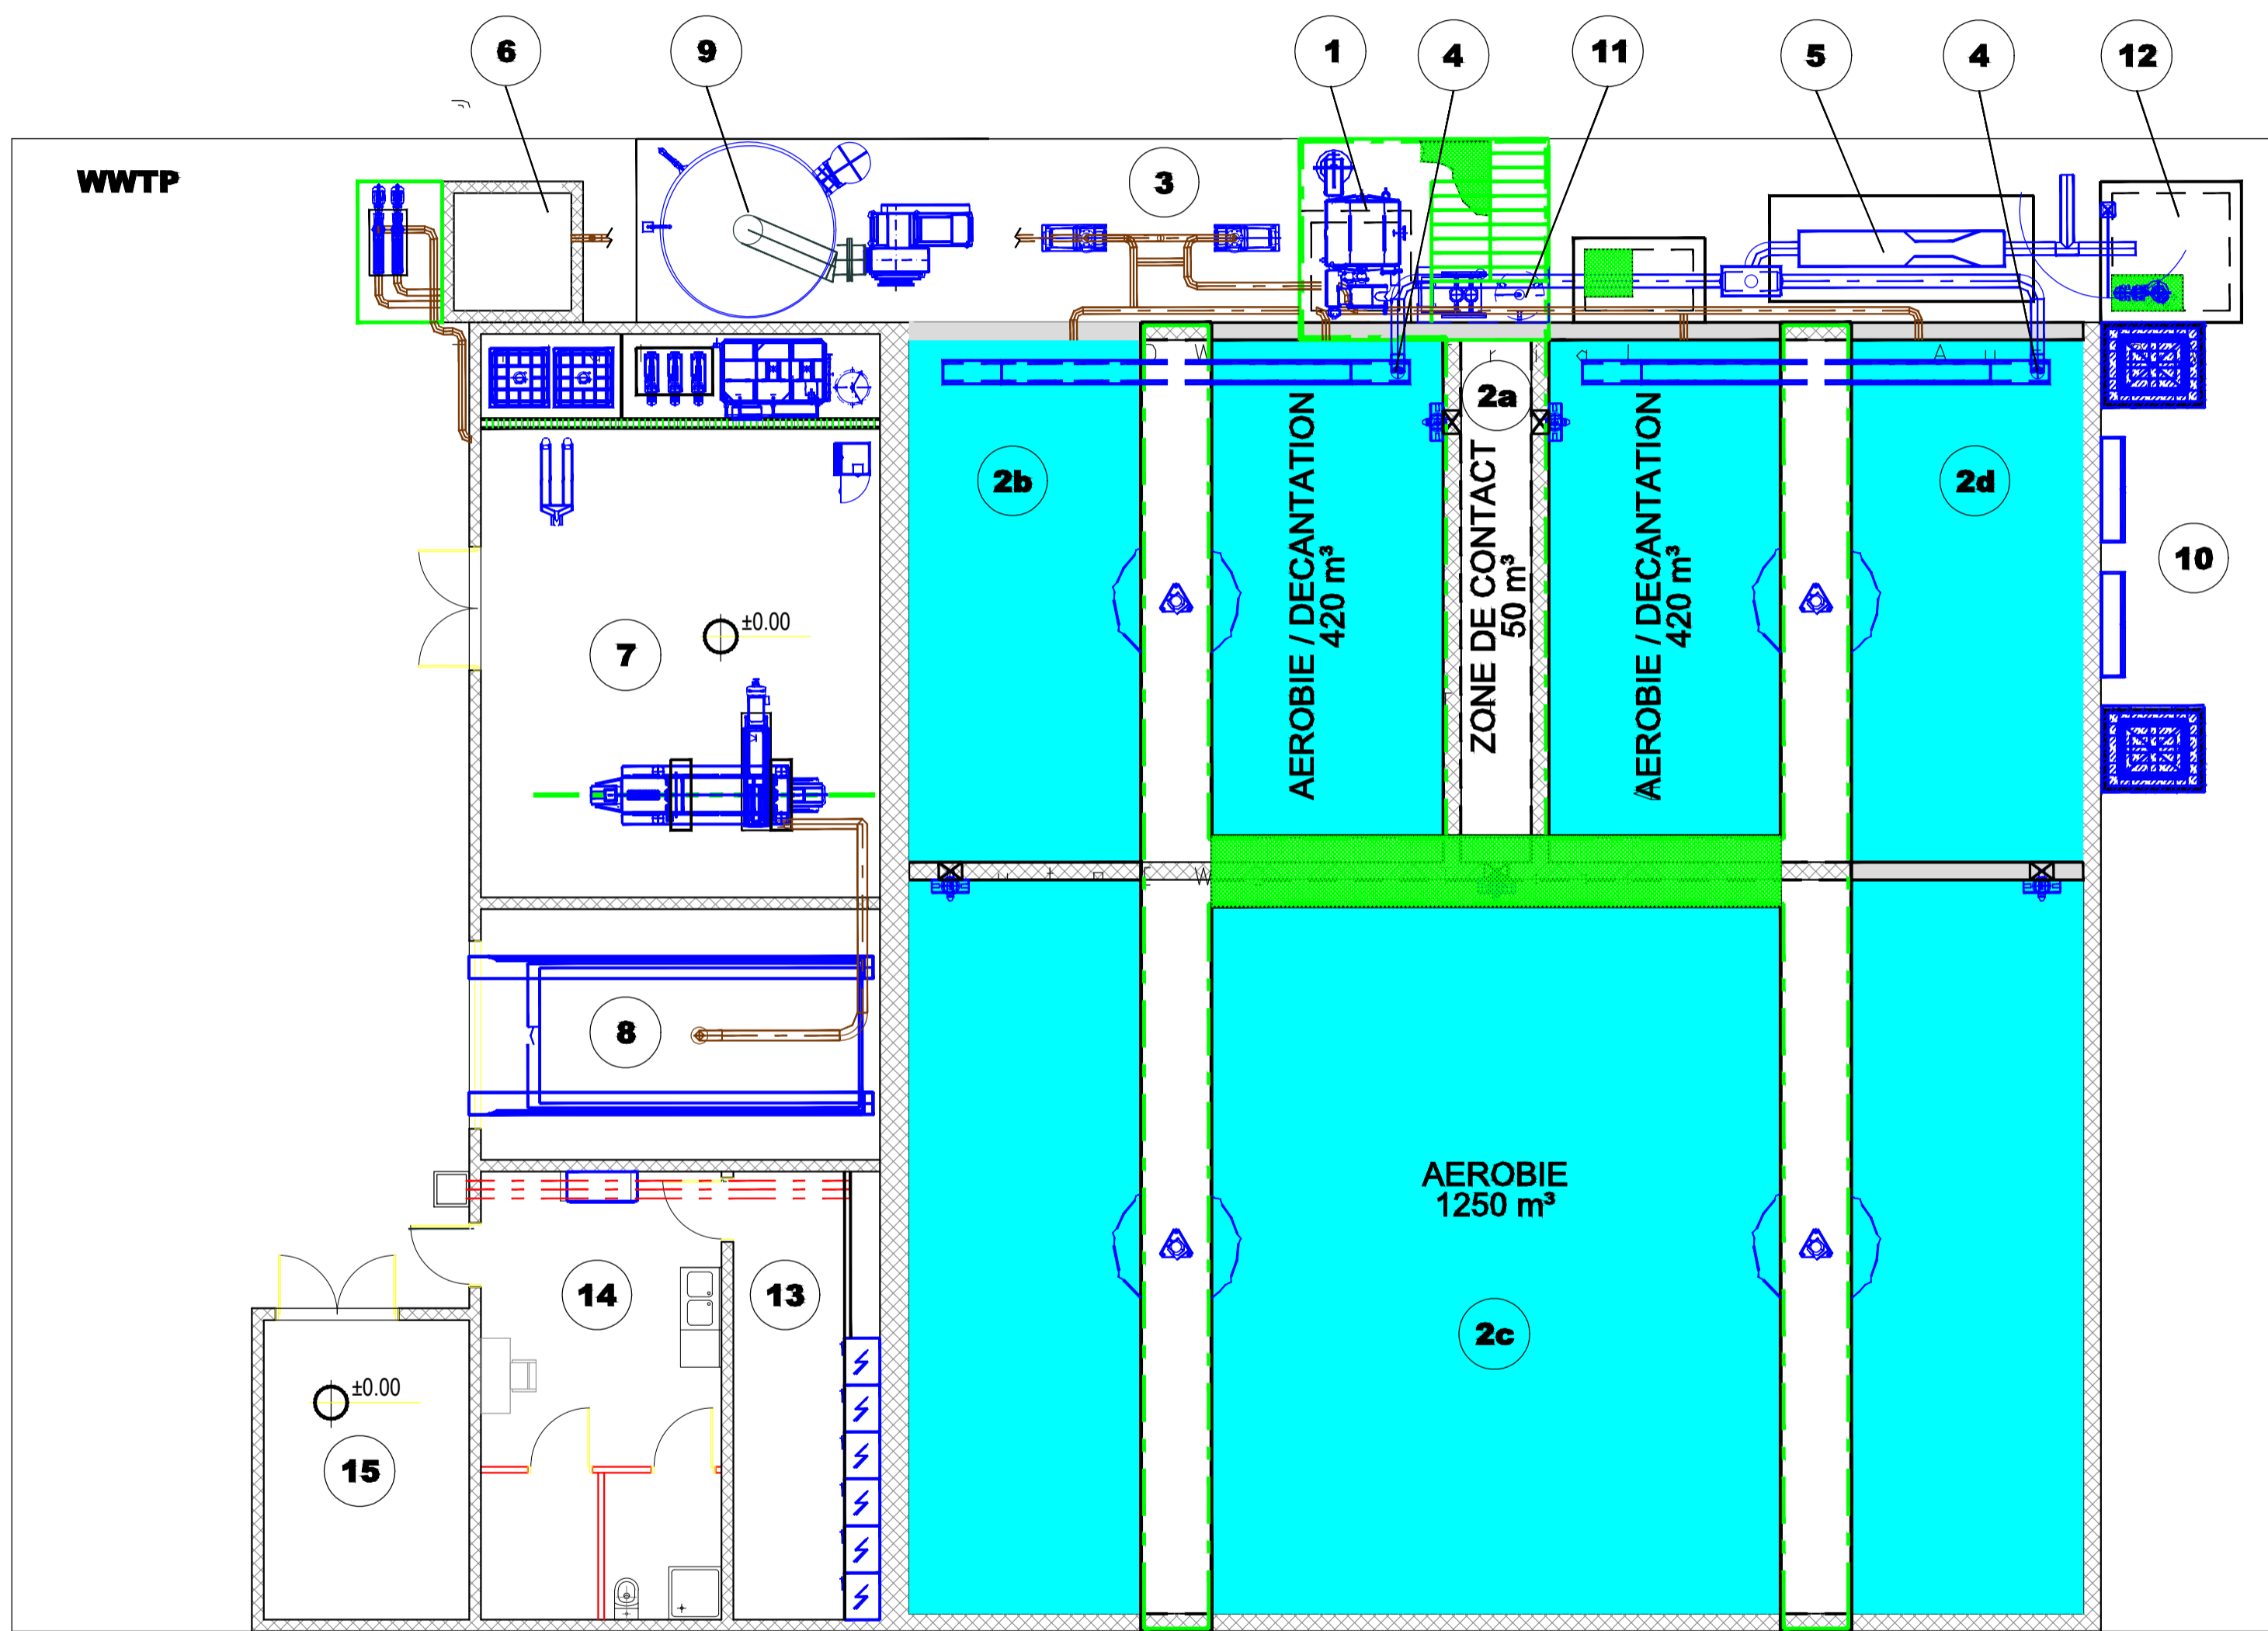 6
9
1
4
11
5
4
12
WWTP
3
2a
2b
2d
AEROBIE / DECANTATION
420 m³
ZONE DE CONTACT
50 m³
AEROBIE / DECANTATION
420 m³
10
7
±0.00
8
AEROBIE
1250 m³
14
13
2c
±0.00
15